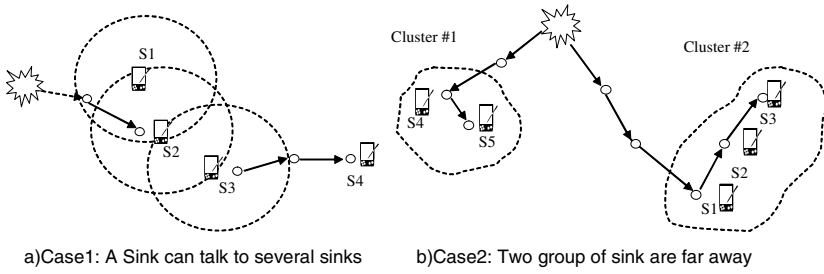 S1
S2
S3
S4
a)Case1: A Sink can talk to several sinks
Cluster #1
Cluster #2
S4
S5
S3
S2
S1
b)Case2: Two group of sink are far away